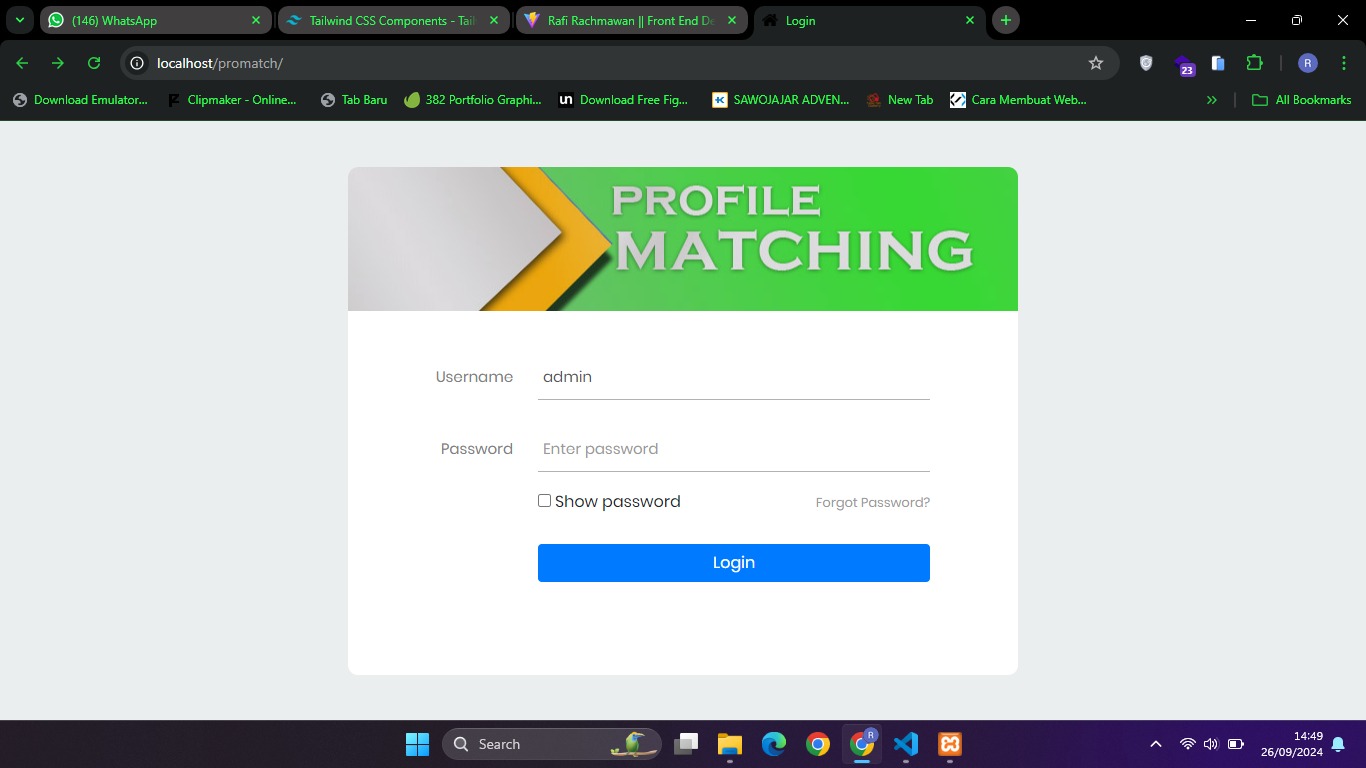 (146) WhatsApp
Tailwind CSS Components - Tail
Rafi Rachmawan || Front End De
Login
localhost/promatch/
23
R
Download Emulator...
Clipmaker - Online...
Tab Baru
382 Portfolio Graphi...
un
Download Free Fig...
SAWOJAJAR ADVEN...
New Tab
Cara Membuat Web...
All Bookmarks
PROFILE
MATCHING
Username
admin
Password
Enter password
Show password
Forgot Password?
Login
Search
R
14:49
26/09/2024